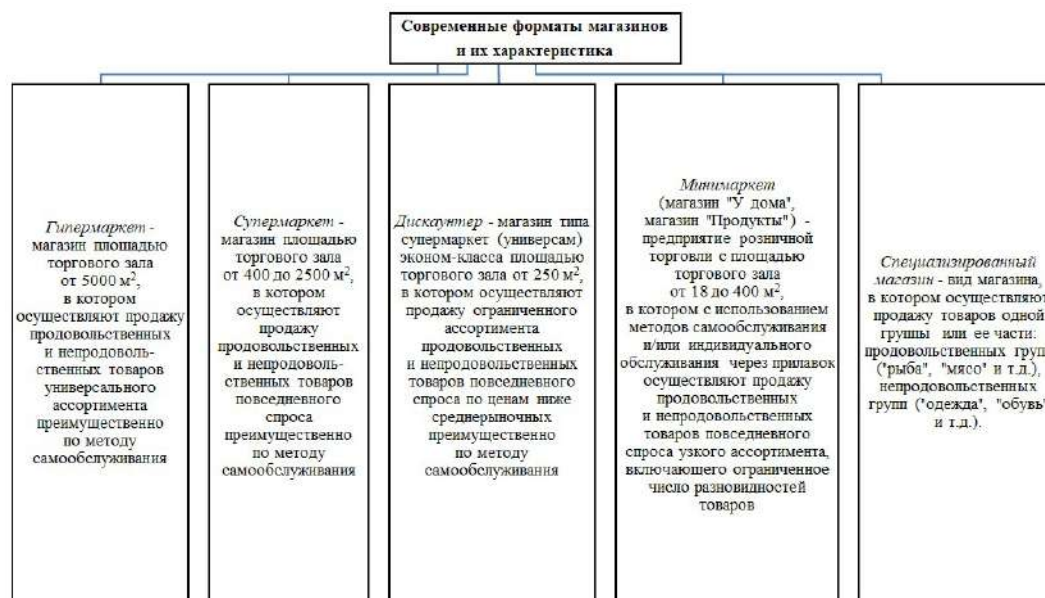 Современные форматы магазинов
и их характеристика
Гипермаркет -
магазин площадью
торгового зала
от 5000 м²,
в котором
осуществляют продажу
продовольственных
и непродоволь-
ственных товаров
универсального
ассортимента
преимущественно
по методу
самообслуживания
Супермаркет -
магазин площадью
торгового зала
от 400 до 2500 м²,
в котором
осуществляют
продажу
продовольственных
и непродоволь-
ственных товаров
повседневного
спроса
преимущественно
по методу
самообслуживания
Дискаунтер - магазин типа
супермаркет (универсам)
эконом-класса площадью
торгового зала от 250 м²,
в котором осуществляют
продажу ограниченного
ассортимента
продовольственных
и непродовольственных
товаров повседневного
спроса по ценам ниже
среднерыночных
преимущественно
по методу
самообслуживания
Минимаркет
(магазин "У дома",
магазин "Продукты") -
предприятие розничной
торговли с площадью
торгового зала
от 18 до 400 м²,
в котором с использованием
методов самообслуживания
и/или индивидуального
обслуживания через прилавок
осуществляют продажу
продовольственных
и непродовольственных
товаров повседневного
спроса узкого ассортимента,
включающего ограниченное
число разновидностей
товаров
Специализированный
магазин - вид магазина,
в котором осуществляют
продажу товаров одной
группы или ее части:
продовольственных груп
("рыба", "мясо" и т.д.),
непродовольственных
групп ("одежда", "обувь"
и т.д.).